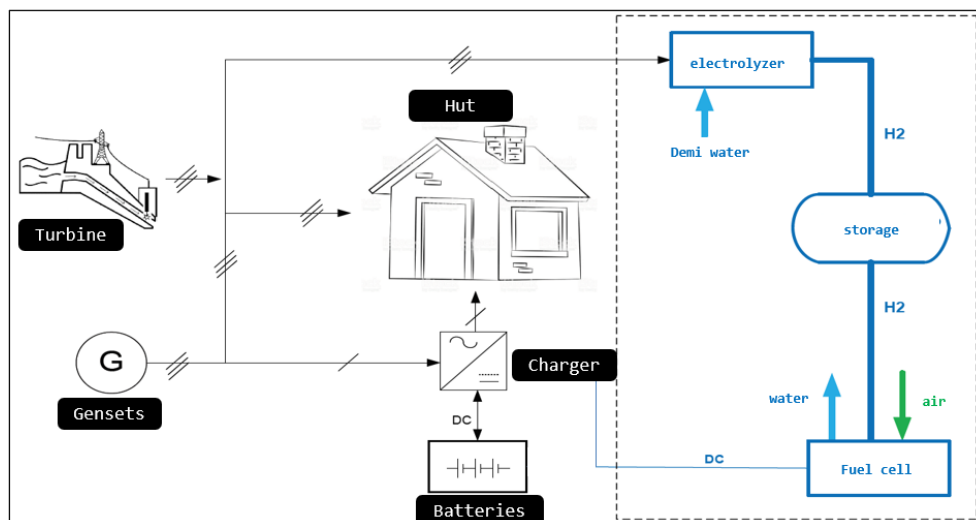 electrolyzer
Hut
H2
Demi water
Turbine
storage
H2
G
Charger
Gensets
water
air
DC
DC
Fuel cell
Batteries